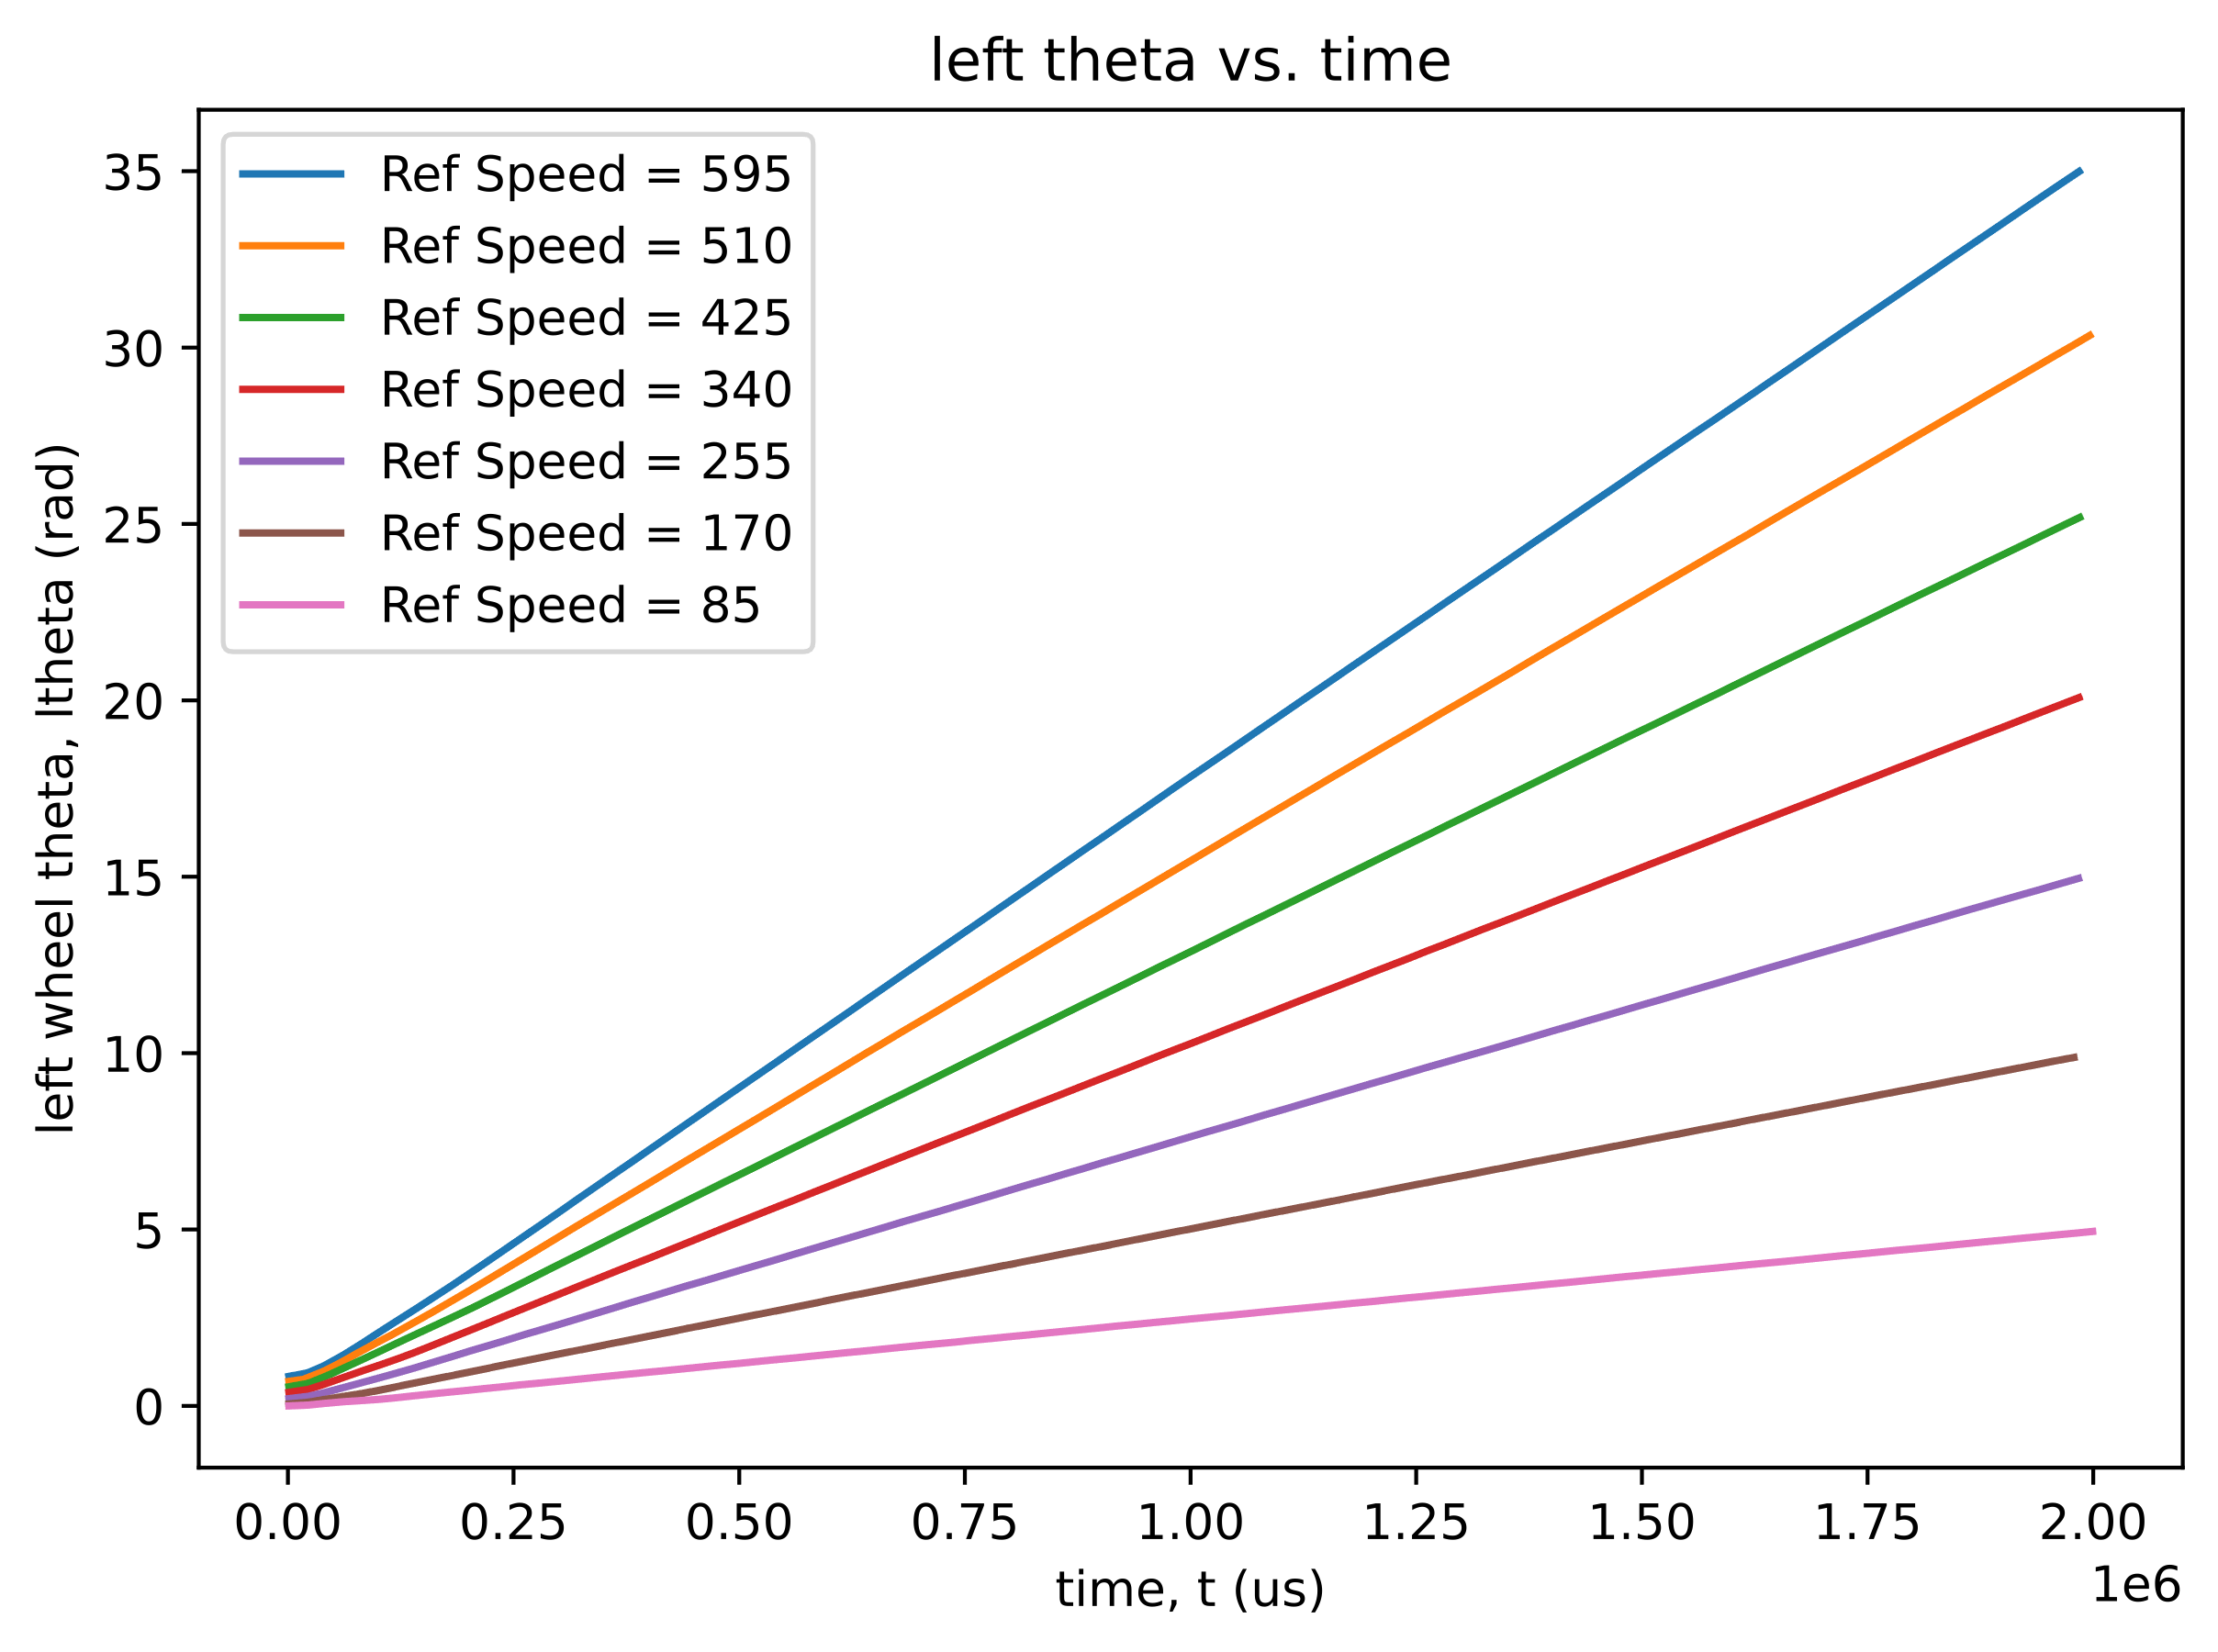 left theta vs. time
Ref Speed = 595
Ref Speed = 510
Ref Speed = 425
Ref Speed = 340
Ref Speed = 255
Ref Speed = 170
Ref Speed = 85
left wheel theta, ltheta (rad)
35
30
25
20
15
10
5
0
0.00 0.25 0.50 0.75 1.00 1.25 1.50 1.75 2.00
time, t (us)
1e6